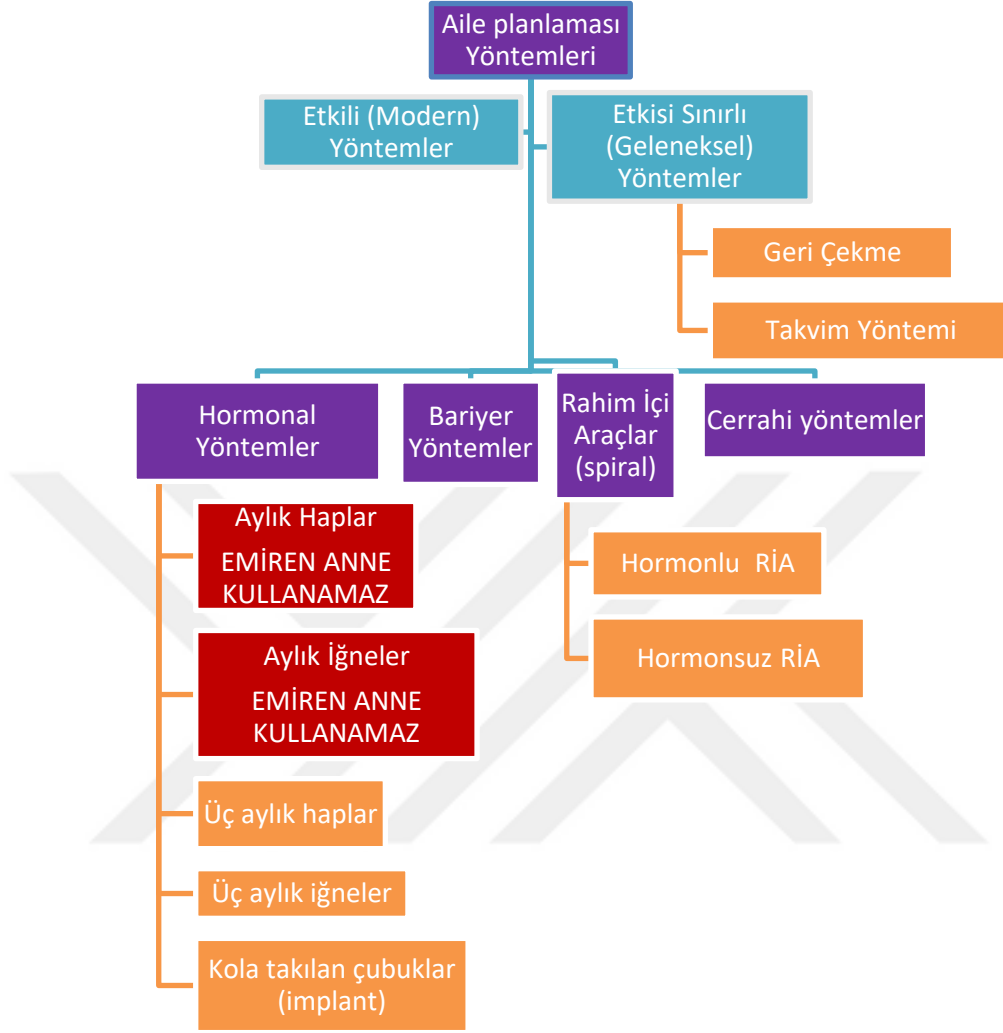 Aile planlaması
Yöntemleri
Etkili (Modern)
Yöntemler
Etkisi Sınırlı
(Geleneksel)
Yöntemler
Geri Çekme
Takvim Yöntemi
Hormonal
Yöntemler
Bariyer
Yöntemler
Rahim İçi
Araçlar
(spiral)
Cerrahi yöntemler
Aylık Haplar
EMİREN ANNE
KULLANAMAZ
Aylık İğneler
EMİREN ANNE
KULLANAMAZ
Üç aylık haplar
Üç aylık iğneler
Kola takılan çubuklar
(implant)
Hormonlu RİA
Hormonsuz RİA